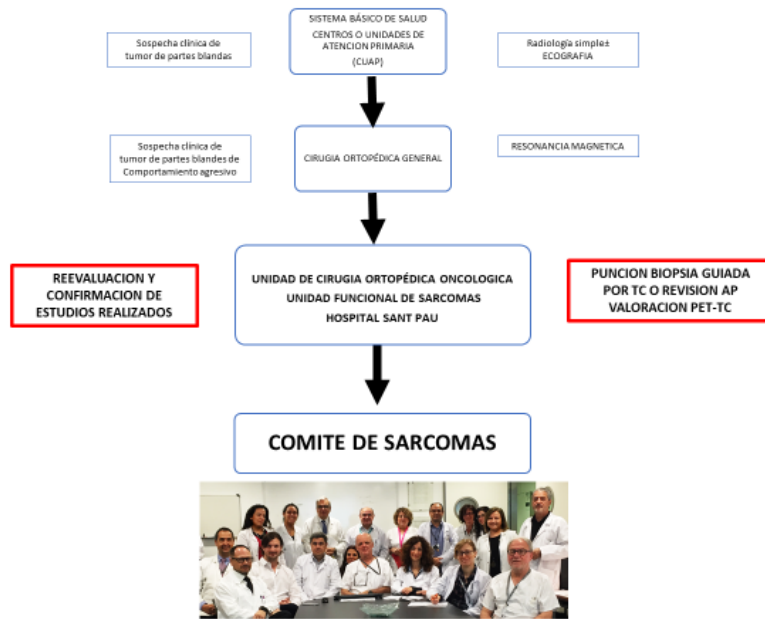 SISTEMA BÁSICO DE SALUD
CENTROS O UNIDADES DE
ATENCION PRIMARIA
(CUAP)
Sospecha clínica de
tumor de partes blandas
Radiología simple±
ECOGRAFIA
Sospecha clínica de
tumor de partes blandes de
Comportamiento agresivo
CIRUGIA ORTOPÉDICA GENERAL
RESONANCIA MAGNETICA
REEVALUACION Y
CONFIRMACION DE
ESTUDIOS REALIZADOS
UNIDAD DE CIRUGIA ORTOPÉDICA ONCOLOGICA
UNIDAD FUNCIONAL DE SARCOMAS
HOSPITAL SANT PAU
PUNCION BIOPSIA GUIADA
POR TC O REVISION AP
VALORACION PET-TC
COMITE DE SARCOMAS